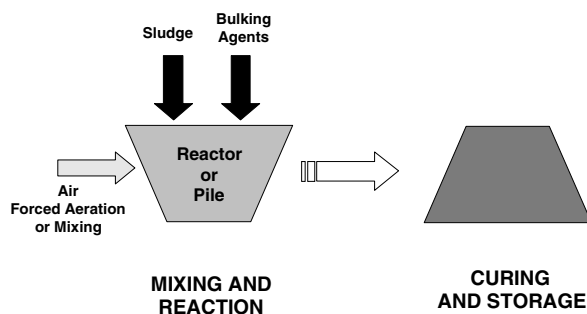 Sludge
Bulking
Agents
Reactor
or
Pile
Air
Forced Aeration
or Mixing
MIXING AND
REACTION
CURING
AND STORAGE